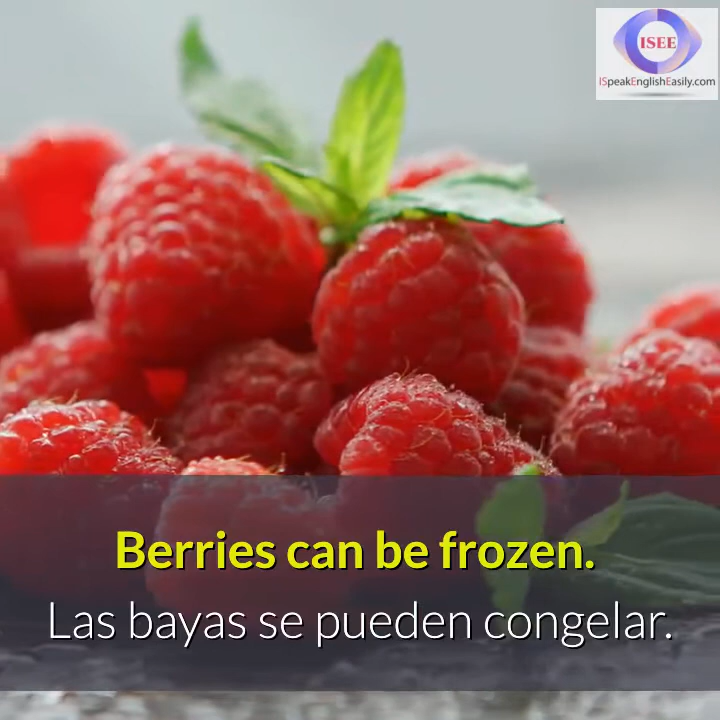 ISEE
ISpeakEnglishEasily.com
Berries can be frozen.
Las bayas se pueden congelar.